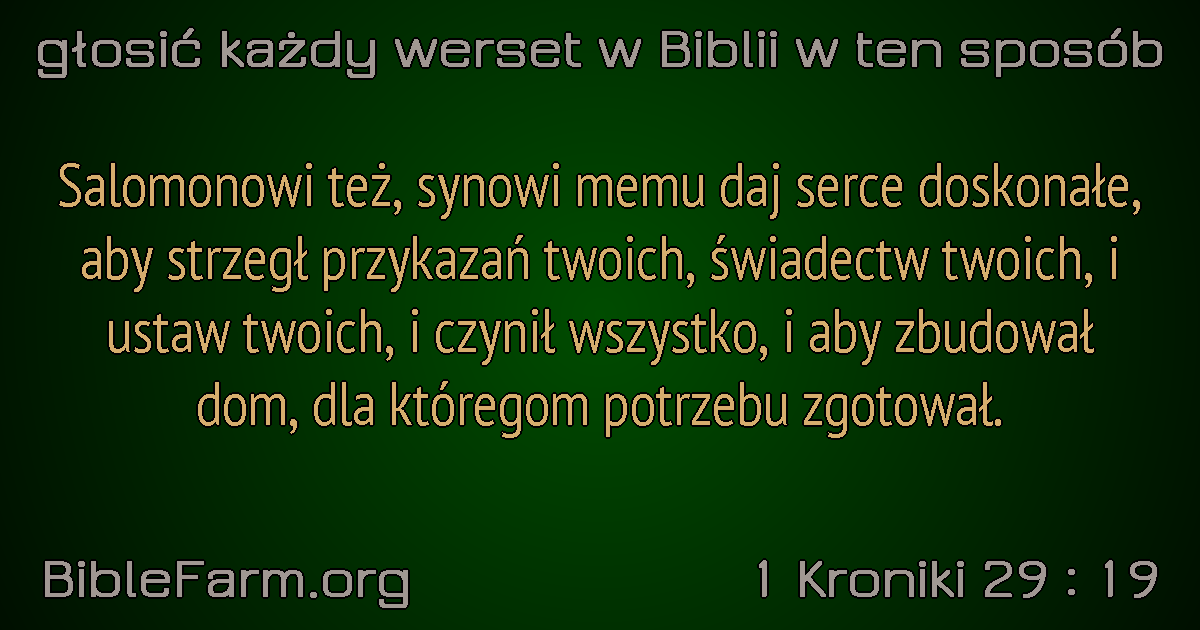 głosić każdy werset w Biblii w ten sposób
Salomonowi też, synowi memu daj serce doskonałe,
aby strzegł przykazań twoich, świadectw twoich, i
ustaw twoich, i czynił wszystko, i aby zbudował
dom, dla któregom potrzebu zgotował.
BibleFarm.org
1 Kroniki 29 : 19